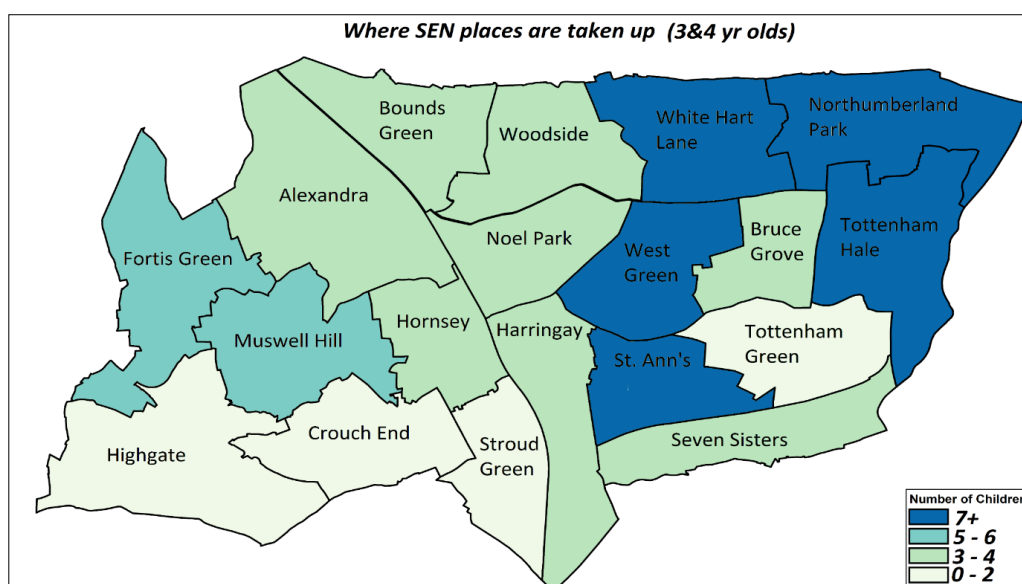 Where SEN places are taken up (3&4 yr olds)
Bounds
Green
Woodside
White Hart
Lane
Northumberland
Park
Alexandra
Noel Park
West
Green
Bruce
Grove
Tottenham
Hale
Fortis Green
Muswell Hill
Hornsey
Harringay
St. Ann's
Tottenham
Green
Highgate
Crouch End
Stroud
Green
Seven Sisters
Number of Children
7+
5 - 6
3 - 4
0 - 2